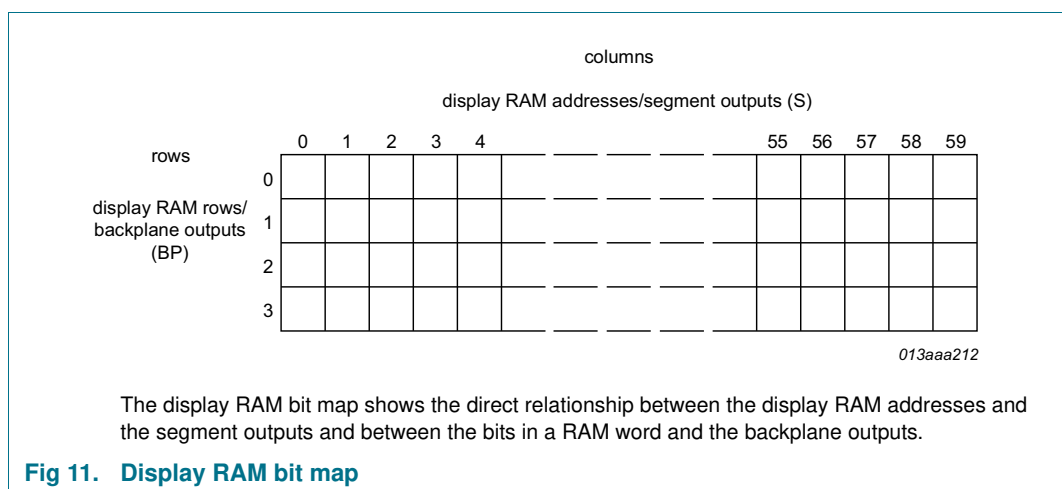 columns
display RAM addresses/segment outputs (S)
0 1 2 3 4 55 56 57 58 59
rows
0
display RAM rows/
backplane outputs
(BP)
1
2
3
013aaa212
The display RAM bit map shows the direct relationship between the display RAM addresses and
the segment outputs and between the bits in a RAM word and the backplane outputs.
Fig 11. Display RAM bit map